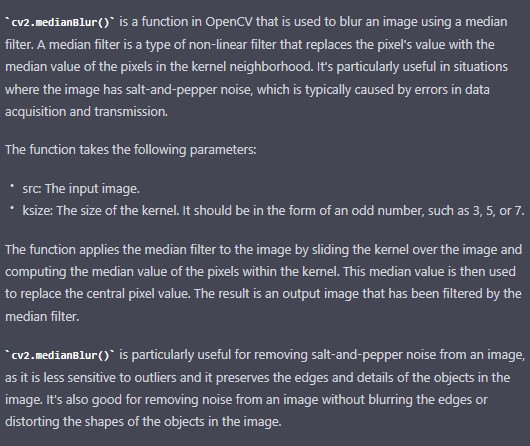 `cv2.medianBlur()` is a function in OpenCV that is used to blur an image using a median
filter. A median filter is a type of non-linear filter that replaces the pixel's value with the
median value of the pixels in the kernel neighborhood. It's particularly useful in situations
where the image has salt-and-pepper noise, which is typically caused by errors in data
acquisition and transmission.
The function takes the following parameters:
• src: The input image.
• ksize: The size of the kernel. It should be in the form of an odd number, such as 3, 5, or 7.
The function applies the median filter to the image by sliding the kernel over the image and
computing the median value of the pixels within the kernel. This median value is then used
to replace the central pixel value. The result is an output image that has been filtered by the
median filter.
`cv2.medianBlur()` is particularly useful for removing salt-and-pepper noise from an image,
as it is less sensitive to outliers and it preserves the edges and details of the objects in the
image. It's also good for removing noise from an image without blurring the edges or
distorting the shapes of the objects in the image.